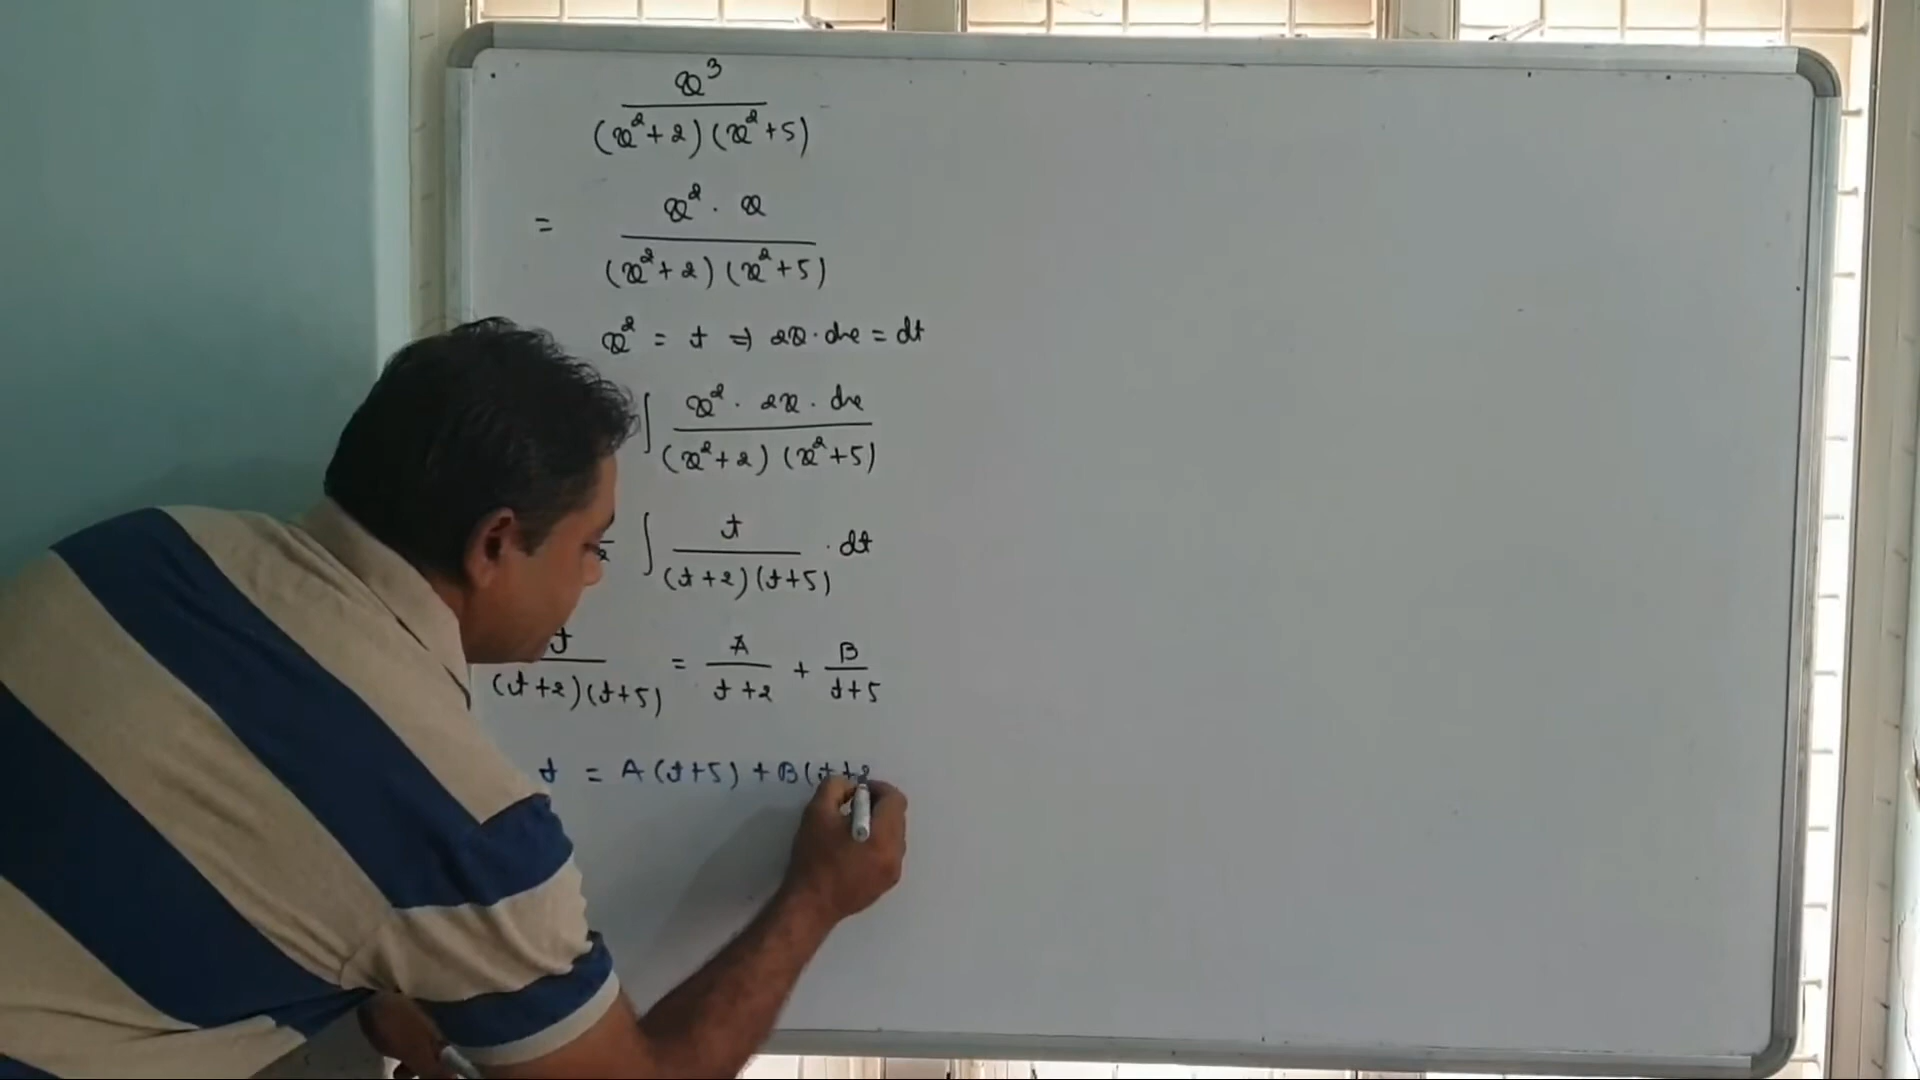 x³ / (x²+2)(x²+5)
= x² · x / (x²+2)(x²+5)
x² = t ⇒ 2x · dx = dt
∫ x² · 2x · dx / (x²+2)(x²+5)
∫ t / (t+2)(t+5) · dt
t / (t+2)(t+5) = A / t+2 + B / t+5
t = A(t+5) + B(t+2